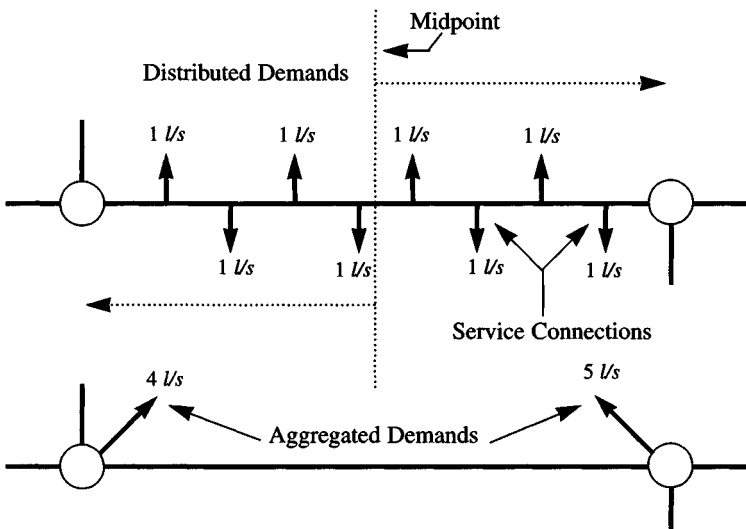 Midpoint
Distributed Demands
1 l/s 1 l/s 1 l/s 1 l/s
1 l/s 1 l/s 1 l/s 1 l/s
Service Connections
4 l/s 5 l/s
Aggregated Demands